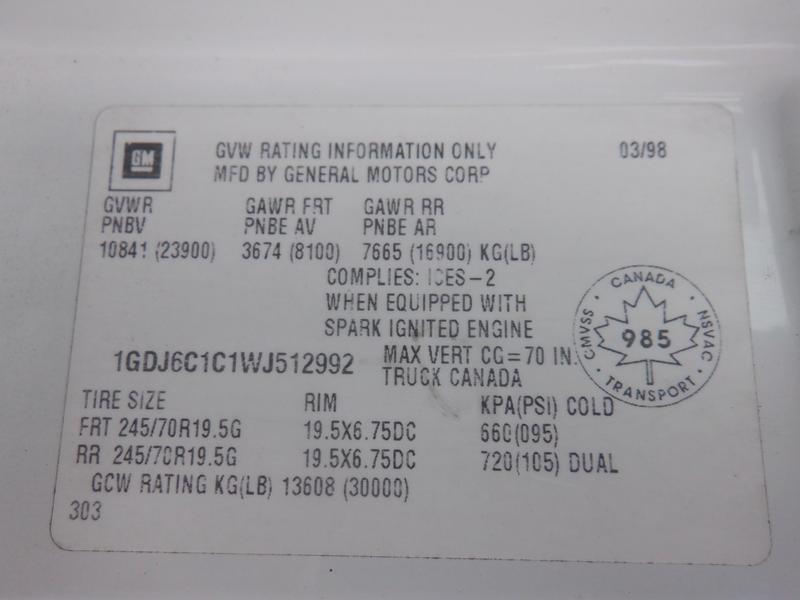 GM
GVW RATING INFORMATION ONLY 03/98
MFD BY GENERAL MOTORS CORP
GVWR GAWR FRT GAWR RR
PNBV PNBE AV PNBE AR
10841 (23900) 3674 (8100) 7665 (16900) KG(LB)
COMPLIES: ICES-2
WHEN EQUIPPED WITH
SPARK IGNITED ENGINE
1GDJ6C1C1WJ512992 MAX VERT CG=70 IN.
TRUCK CANADA
CANADA
CMVSS · NSVAC
985
TRANSPORT
TIRE SIZE RIM KPA(PSI) COLD
FRT 245/70R19.5G 19.5X6.75DC 660(095)
RR 245/70R19.5G 19.5X6.75DC 720(105) DUAL
GCW RATING KG(LB) 13608 (30000)
303